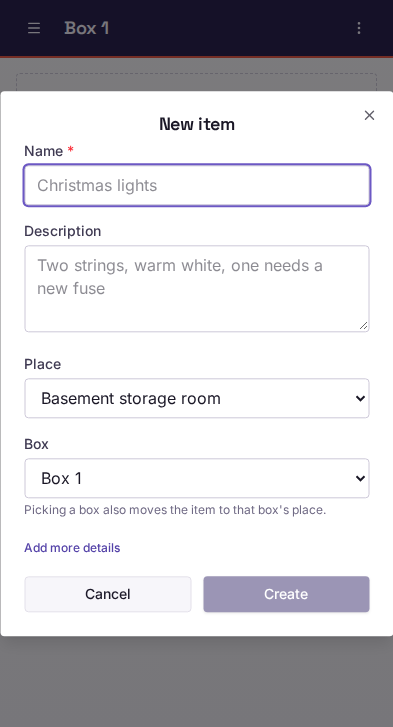 Box 1
New item
Name *
Christmas lights
Description
Two strings, warm white, one needs a
new fuse
Place
Basement storage room
Box
Box 1
Picking a box also moves the item to that box's place.
Add more details
Cancel
Create